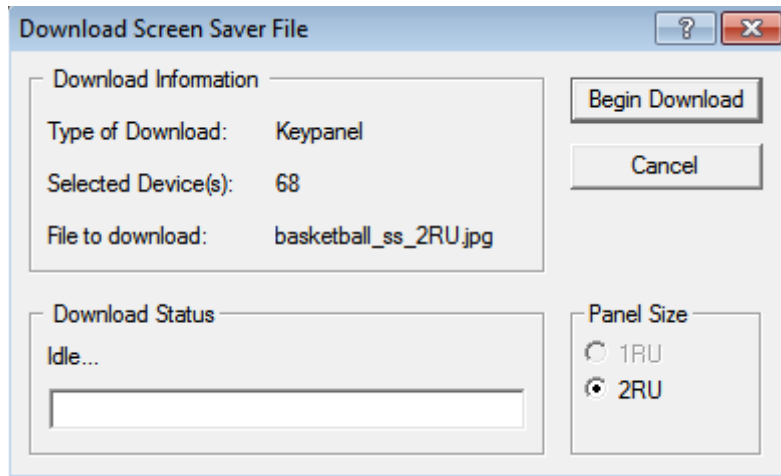 Download Screen Saver File
Download Information
Type of Download: Keypanel
Selected Device(s): 68
File to download: basketball_ss_2RU.jpg
Begin Download
Cancel
Download Status
Idle...
Panel Size
1RU
2RU